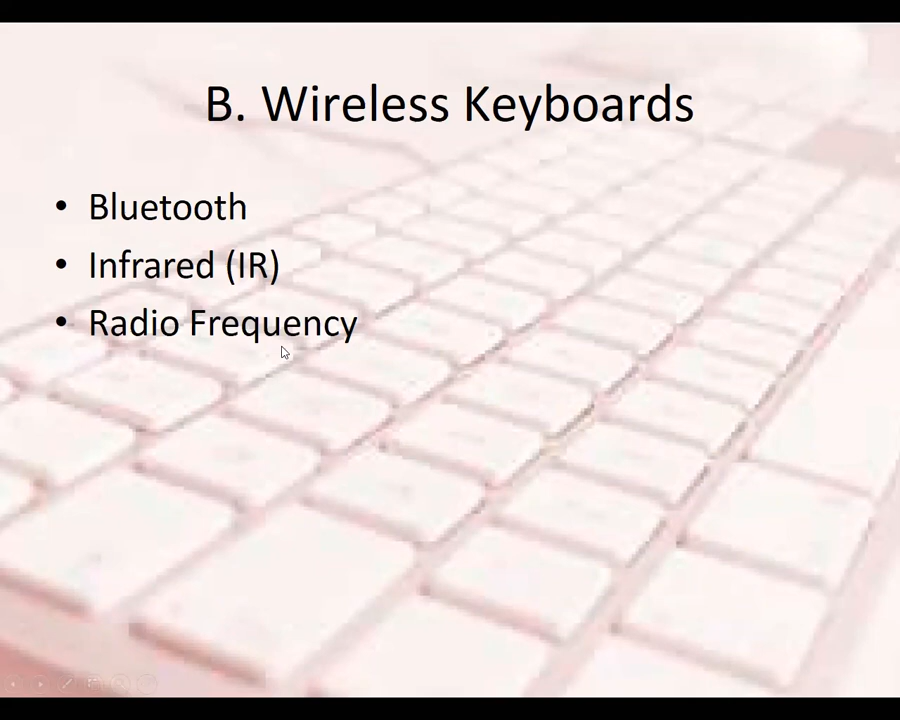 B. Wireless Keyboards
• Bluetooth
• Infrared (IR)
• Radio Frequency